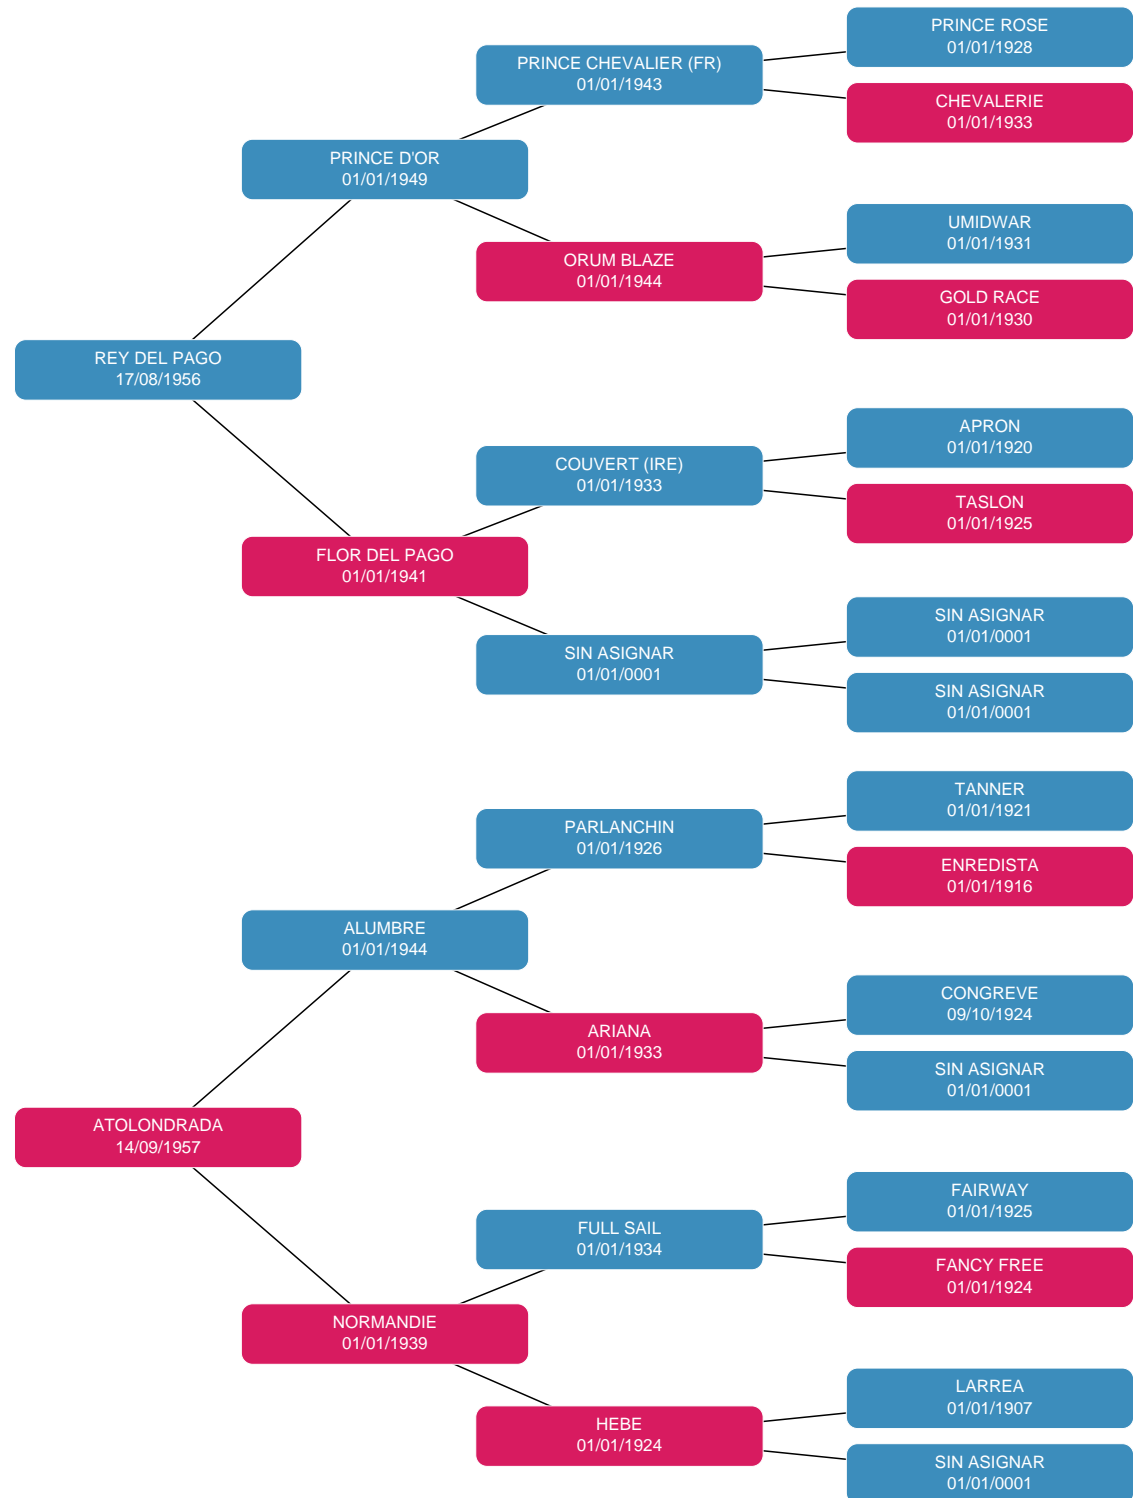 PRINCE ROSE
01/01/1928
PRINCE CHEVALIER (FR)
01/01/1943
CHEVALERIE
01/01/1933
PRINCE D'OR
01/01/1949
UMIDWAR
01/01/1931
ORUM BLAZE
01/01/1944
GOLD RACE
01/01/1930
REY DEL PAGO
17/08/1956
APRON
01/01/1920
COUVERT (IRE)
01/01/1933
TASLON
01/01/1925
FLOR DEL PAGO
01/01/1941
SIN ASIGNAR
01/01/0001
SIN ASIGNAR
01/01/0001
SIN ASIGNAR
01/01/0001
TANNER
01/01/1921
PARLANCHIN
01/01/1926
ENREDISTA
01/01/1916
ALUMBRE
01/01/1944
CONGREVE
09/10/1924
ARIANA
01/01/1933
SIN ASIGNAR
01/01/0001
ATOLONDRADA
14/09/1957
FAIRWAY
01/01/1925
FULL SAIL
01/01/1934
FANCY FREE
01/01/1924
NORMANDIE
01/01/1939
LARREA
01/01/1907
HEBE
01/01/1924
SIN ASIGNAR
01/01/0001